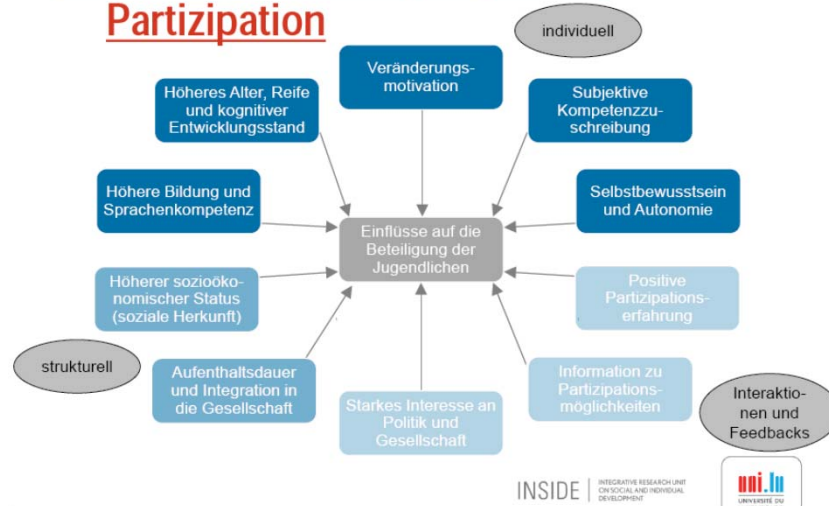 Partizipation
individuell
Veränderungs-
motivation
Höheres Alter, Reife
und kognitiver
Entwicklungsstand
Subjektive
Kompetenzzu-
schreibung
Höhere Bildung und
Sprachenkompetenz
Selbstbewusstsein
und Autonomie
Einflüsse auf die
Beteiligung der
Jugendlichen
Höherer sozioöko-
nomischer Status
(soziale Herkunft)
Positive
Partizipations-
erfahrung
strukturell
Aufenthaltsdauer
und Integration in
die Gesellschaft
Starkes Interesse an
Politik und
Gesellschaft
Information zu
Partizipations-
möglichkeiten
Interaktio-
nen und
Feedbacks
INSIDE
INTEGRATIVE RESEARCH UNIT
ON SOCIAL AND INDIVIDUAL
DEVELOPMENT
uni.lu
UNIVERSITÉ DU